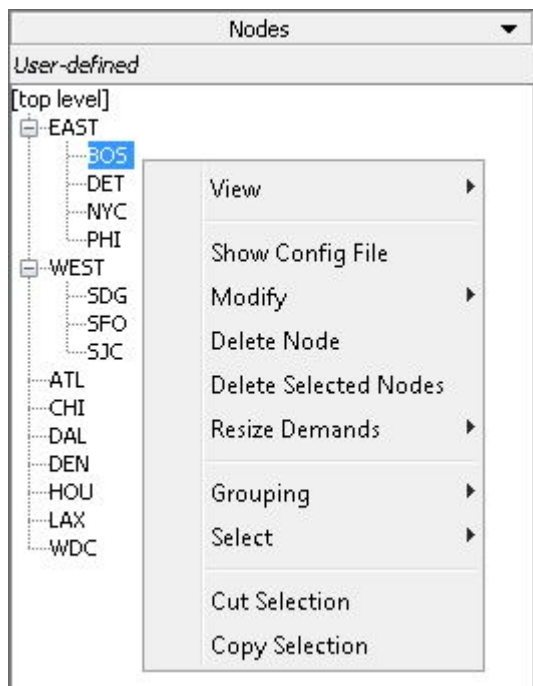 Nodes
User-defined
[top level]
EAST
BOS
DET
NYC
PHI
WEST
SDG
SFO
SJC
ATL
CHI
DAL
DEN
HOU
LAX
WDC
View
Show Config File
Modify
Delete Node
Delete Selected Nodes
Resize Demands
Grouping
Select
Cut Selection
Copy Selection